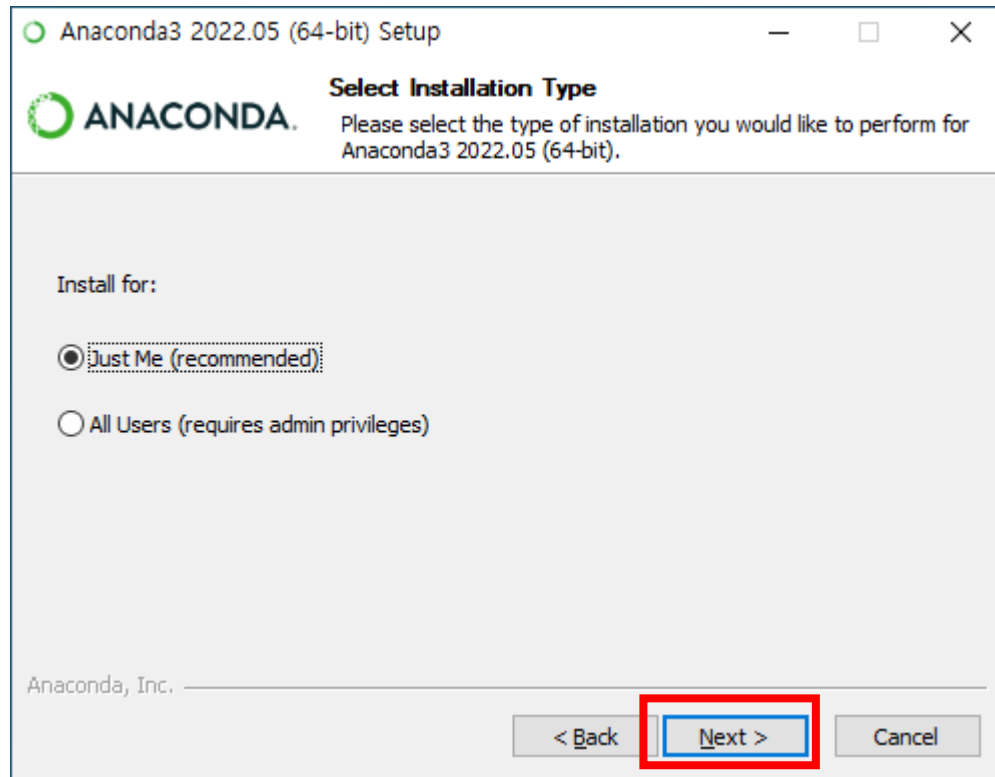 Anaconda3 2022.05 (64-bit) Setup
ANACONDA.
Select Installation Type
Please select the type of installation you would like to perform for
Anaconda3 2022.05 (64-bit).
Install for:
Just Me (recommended)
All Users (requires admin privileges)
Anaconda, Inc.
< Back
Next >
Cancel